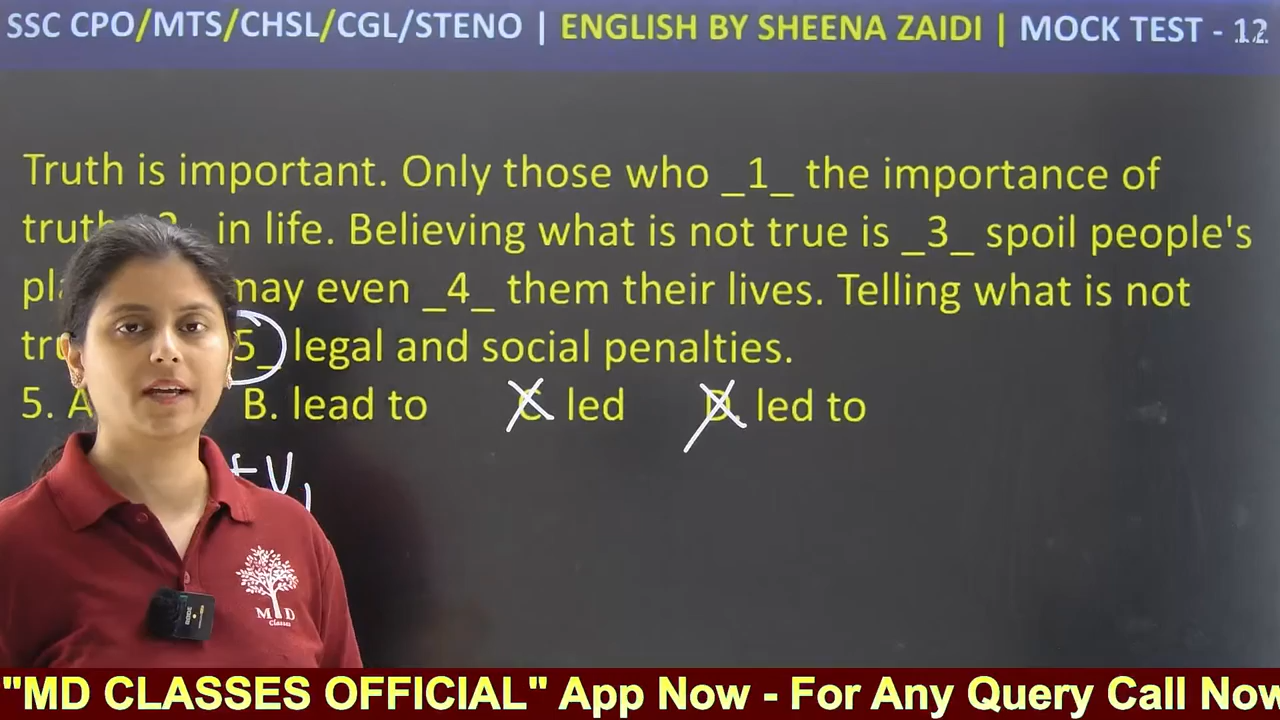 SSC CPO/MTS/CHSL/CGL/STENO | ENGLISH BY SHEENA ZAIDI | MOCK TEST - 12
Truth is important. Only those who _1_ the importance of
in life. Believing what is not true is _3_ spoil people's
may even _4_ them their lives. Telling what is not
5_ legal and social penalties.
5. A B. lead to C led led to
+ V1
MD
Classes
"MD CLASSES OFFICIAL" App Now - For Any Query Call Now